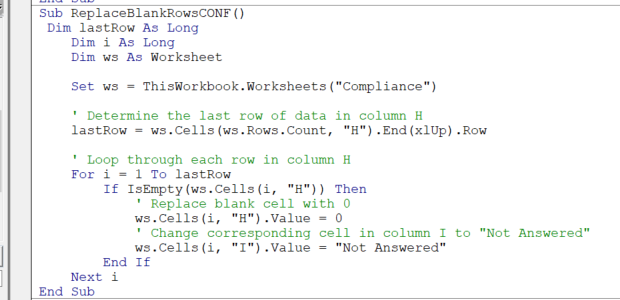 End Sub
Sub ReplaceBlankRowsCONF()
Dim lastRow As Long
Dim i As Long
Dim ws As Worksheet
Set ws = ThisWorkbook.Worksheets("Compliance")
' Determine the last row of data in column H
lastRow = ws.Cells(ws.Rows.Count, "H").End(xlUp).Row
' Loop through each row in column H
For i = 1 To lastRow
If IsEmpty(ws.Cells(i, "H")) Then
' Replace blank cell with 0
ws.Cells(i, "H").Value = 0
' Change corresponding cell in column I to "Not Answered"
ws.Cells(i, "I").Value = "Not Answered"
End If
Next i
End Sub